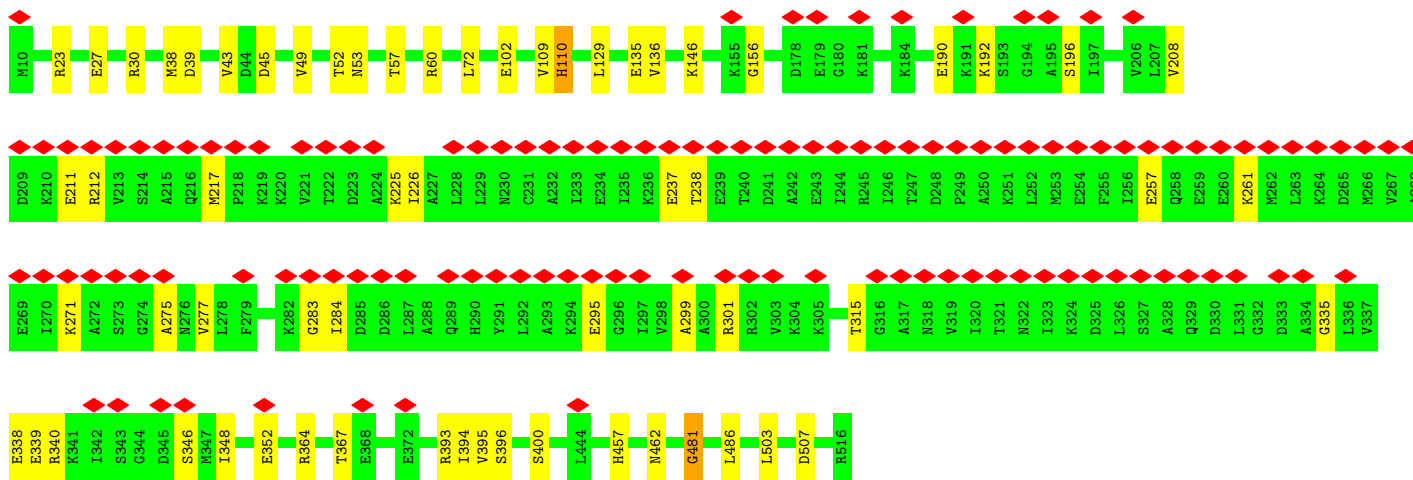 M10 R23 E27 R30 M38 D39 V43 D44 D45 V49 T52 N53 T57 R60 L72 E102 V109 H110 L129 E135 V136 K146 K155 G156 D178 E179 G180 K181 K184 E190 K191 K192 S193 G194 A195 S196 I197 V206 L207 V208
D209 K210 E211 R212 V213 S214 A215 Q216 M217 P218 K219 K220 V221 T222 D223 A224 K225 I226 A227 L228 L229 N230 C231 A232 I233 E234 I235 K236 E237 T238 E239 T240 D241 A242 E243 I244 R245 I246 T247 D248 P249 A250 K251 L252 M253 E254 F255 I256 E257 Q258 E259 E260 K261 M262 L263 K264 D265 M266 V267
E269 I270 K271 A272 S273 Q274 A275 N276 V277 L278 F279 K282 G283 I284 D285 D286 L287 A288 Q289 H290 Y291 L292 A293 K294 E295 G296 I297 V298 A299 A300 R301 R302 V303 K304 K305 T315 G316 A317 N318 V319 I320 T321 N322 I323 K324 D325 L326 S327 A328 Q329 D330 L331 G332 D333 A334 G335 L336 V337
E338 E339 R340 K341 I342 S343 G344 D345 S346 M347 I348 E352 R364 T367 E368 E372 R393 I394 V395 S396 S400 L444 H457 N462 G481 L486 L503 D507 R516